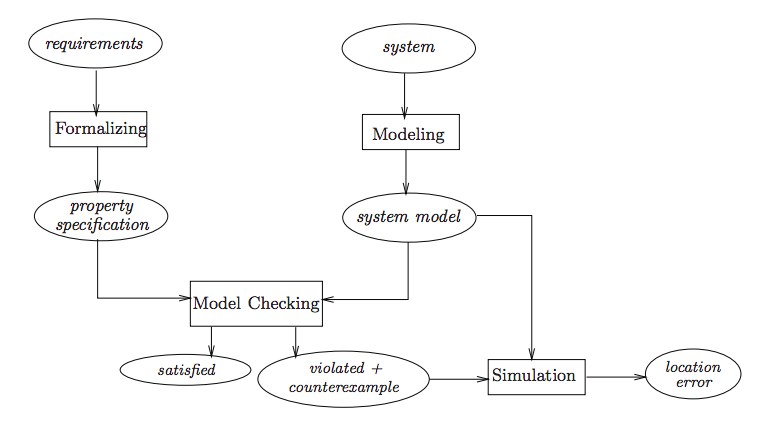 requirements
system
Formalizing
Modeling
property
specification
system model
Model Checking
satisfied
violated +
counterexample
Simulation
location
error